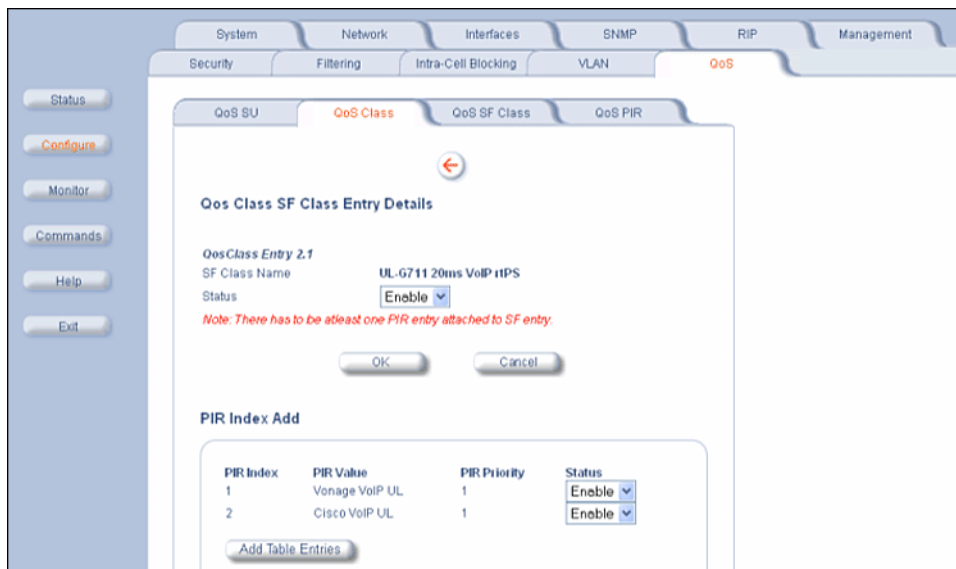 System Network Interfaces SNMP RIP Management
Security Filtering Intra-Cell Blocking VLAN QoS
Status
Configure
Monitor
Commands
Help
Exit
QoS SU QoS Class QoS SF Class QoS PIR
Qos Class SF Class Entry Details
QosClass Entry 2.1
SF Class Name UL-G711 20ms VoIP rtPS
Status Enable
Note: There has to be atleast one PIR entry attached to SF entry.
OK Cancel
PIR Index Add
PIR Index PIR Value PIR Priority Status
1 Vonage VoIP UL 1 Enable
2 Cisco VoIP UL 1 Enable
Add Table Entries